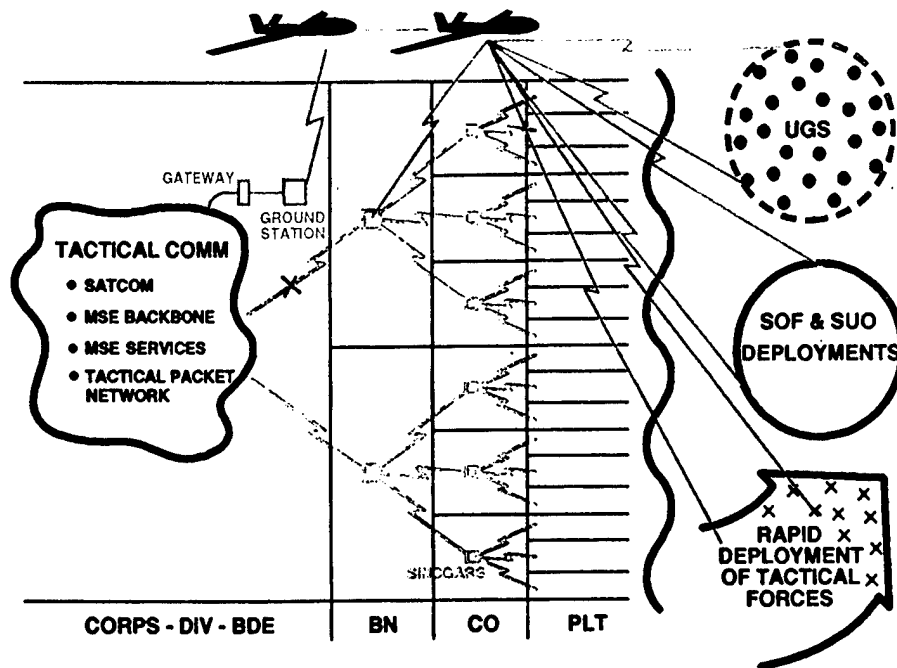 UGS
GATEWAY
GROUND
STATION
TACTICAL COMM
• SATCOM
• MSE BACKBONE
• MSE SERVICES
• TACTICAL PACKET
NETWORK
SOF & SUO
DEPLOYMENTS
RAPID
DEPLOYMENT
OF TACTICAL
FORCES
SINCGARS
CORPS - DIV - BDE
BN
CO
PLT